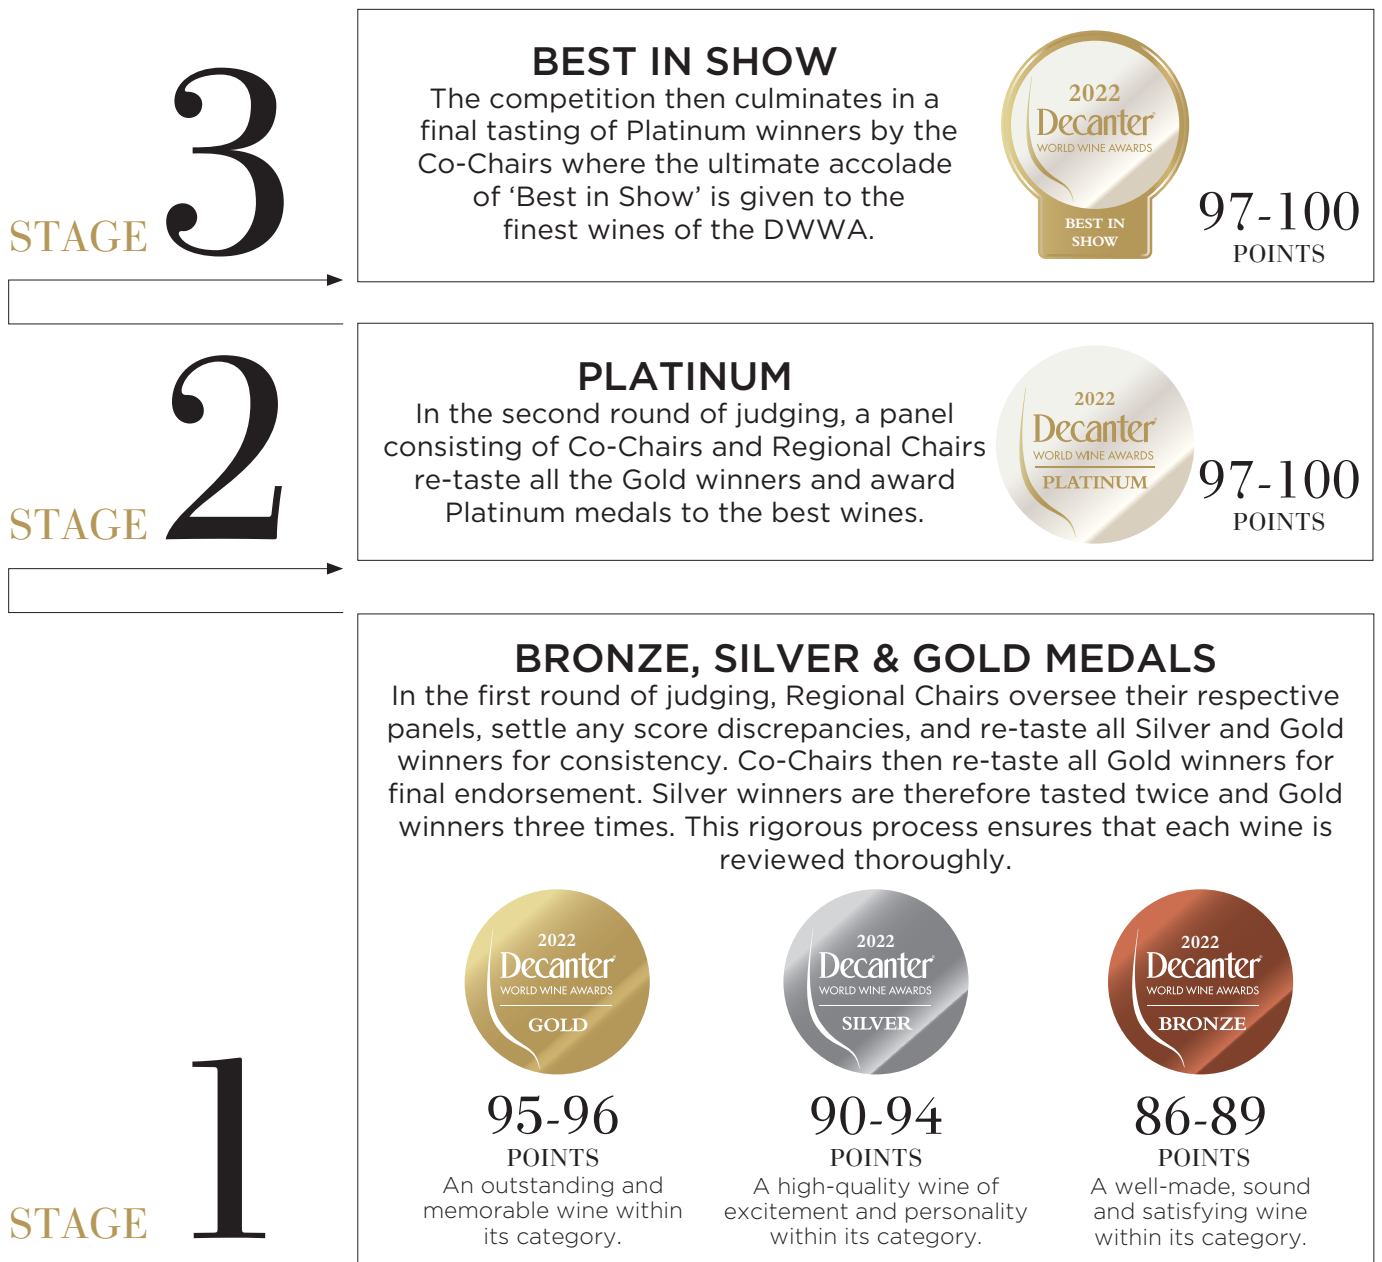 STAGE 3
BEST IN SHOW
The competition then culminates in a
final tasting of Platinum winners by the
Co-Chairs where the ultimate accolade
of ‘Best in Show’ is given to the
finest wines of the DWWA.
2022
Decanter
WORLD WINE AWARDS
BEST IN
SHOW
97-100
POINTS
STAGE 2
PLATINUM
In the second round of judging, a panel
consisting of Co-Chairs and Regional Chairs
re-taste all the Gold winners and award
Platinum medals to the best wines.
2022
Decanter
WORLD WINE AWARDS
PLATINUM
97-100
POINTS
STAGE 1
BRONZE, SILVER & GOLD MEDALS
In the first round of judging, Regional Chairs oversee their respective
panels, settle any score discrepancies, and re-taste all Silver and Gold
winners for consistency. Co-Chairs then re-taste all Gold winners for
final endorsement. Silver winners are therefore tasted twice and Gold
winners three times. This rigorous process ensures that each wine is
reviewed thoroughly.
2022
Decanter
WORLD WINE AWARDS
GOLD
95-96
POINTS
An outstanding and
memorable wine within
its category.
2022
Decanter
WORLD WINE AWARDS
SILVER
90-94
POINTS
A high-quality wine of
excitement and personality
within its category.
2022
Decanter
WORLD WINE AWARDS
BRONZE
86-89
POINTS
A well-made, sound
and satisfying wine
within its category.